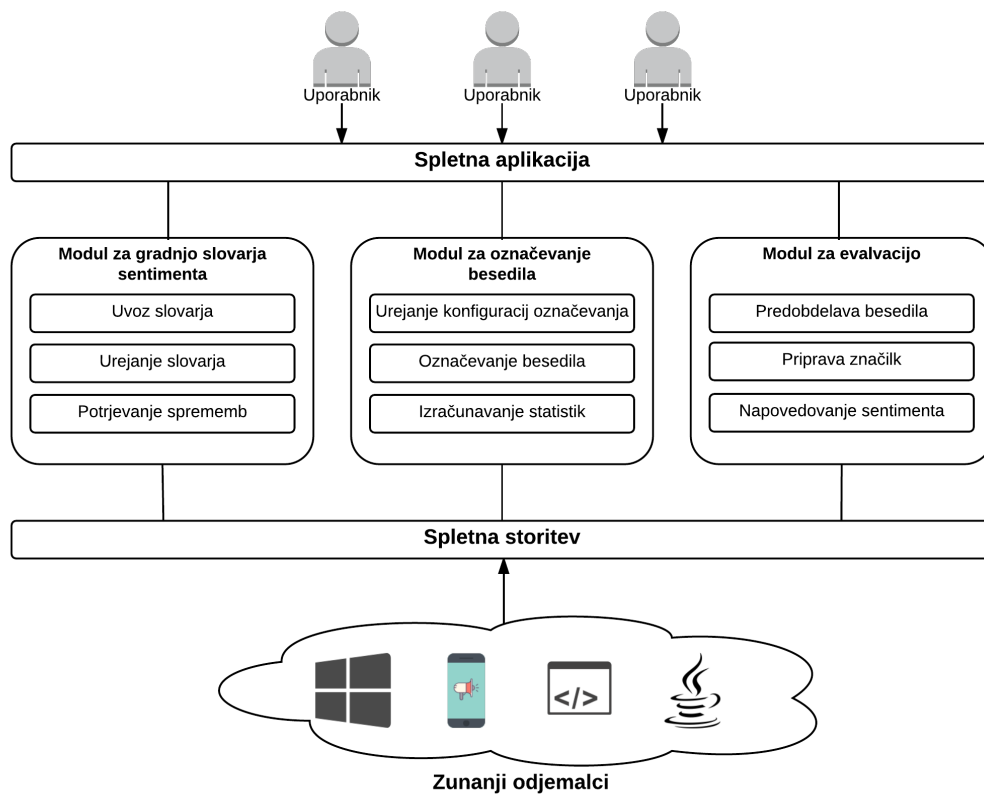 Uporabnik
Uporabnik
Uporabnik
Spletna aplikacija
Modul za gradnjo slovarja
sentimenta
Uvoz slovarja
Urejanje slovarja
Potrjevanje sprememb
Modul za označevanje
besedila
Urejanje konfiguracij označevanja
Označevanje besedila
Izračunavanje statistik
Modul za evalvacijo
Predobdelava besedila
Priprava značilk
Napovedovanje sentimenta
Spletna storitev
</>
Zunanji odjemalci